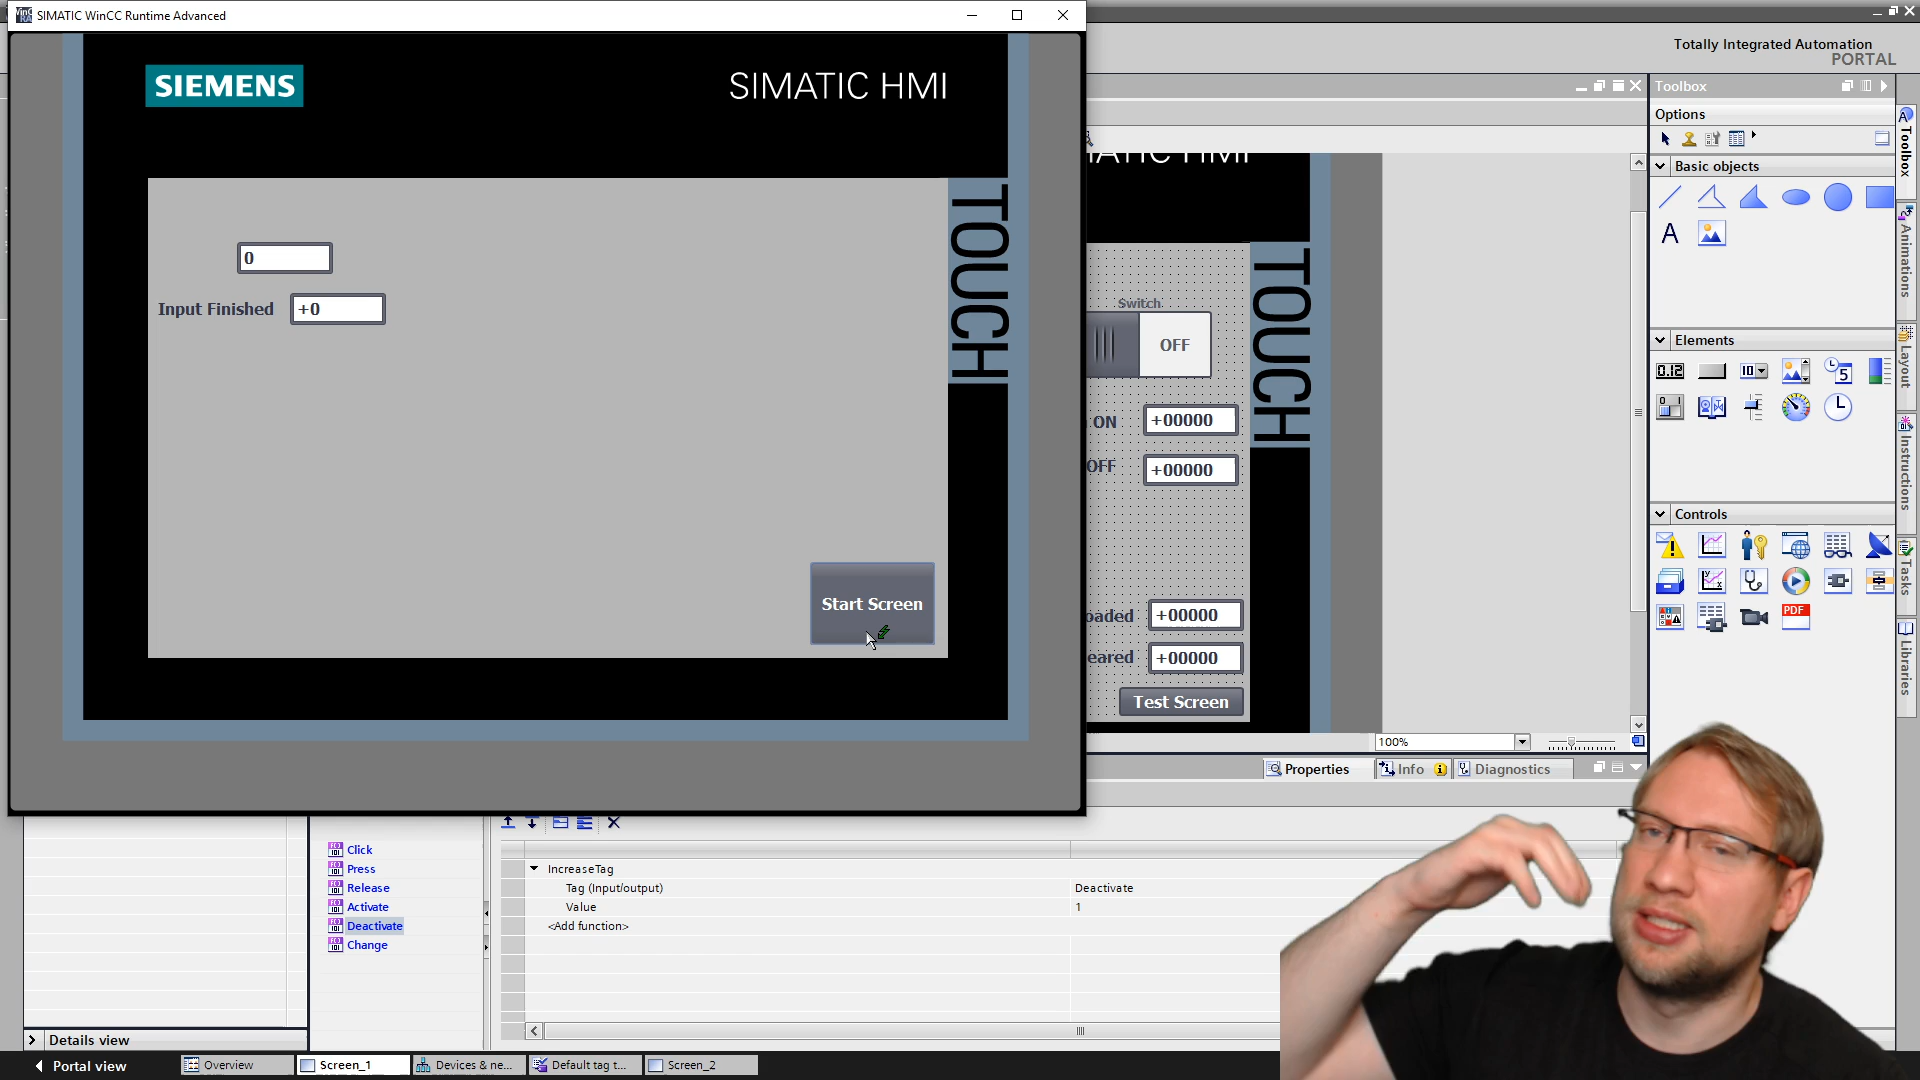 SIMATIC WinCC Runtime Advanced
SIEMENS
SIMATIC HMI
TOUCH
0
Input Finished
+0
Start Screen
Totally Integrated Automation
PORTAL
Switch
OFF
ON
+00000
OFF
+00000
TOUCH
+00000
+00000
Test Screen
100%
Properties
Info
Diagnostics
Toolbox
Options
Basic objects
Elements
Controls
PDF
Toolbox
Animations
Layout
Instructions
Tasks
Libraries
Click
Press
Release
Activate
Deactivate
Change
IncreaseTag
Tag (Input/output)
Deactivate
Value
1
<Add function>
Details view
Portal view
Overview
Screen_1
Devices & ne...
Default tag t...
Screen_2